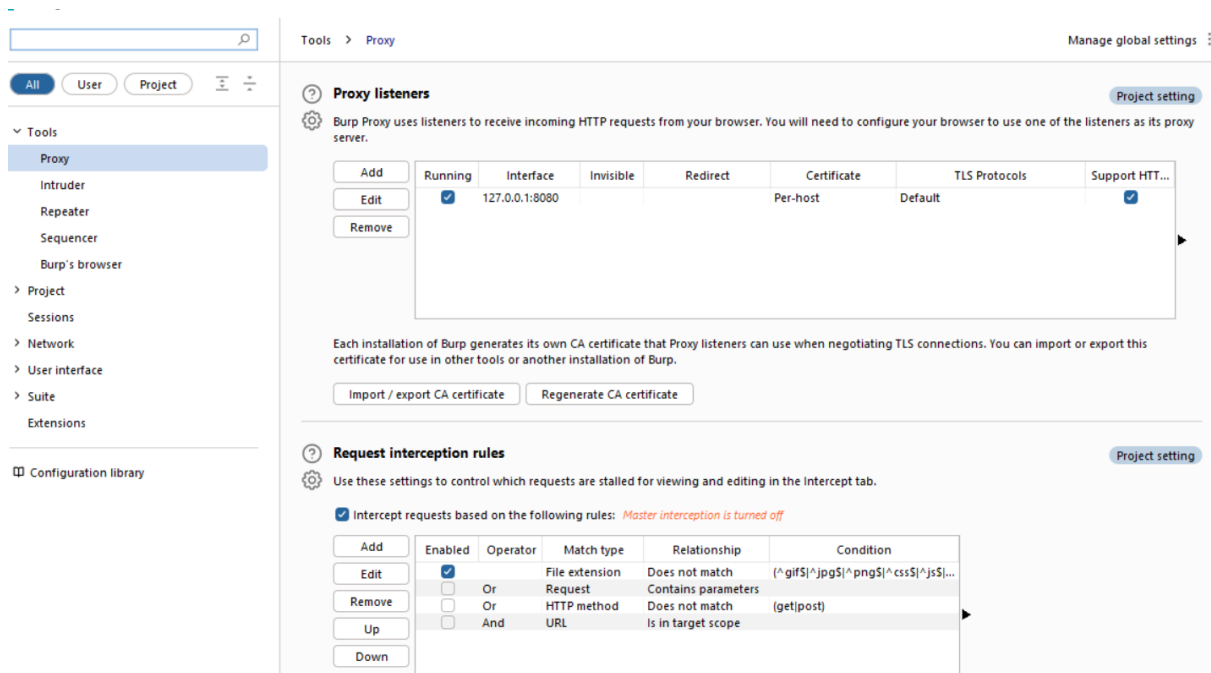 Tools > Proxy
Manage global settings
All User Project
Tools
Proxy
Intruder
Repeater
Sequencer
Burp's browser
Project
Sessions
Network
User interface
Suite
Extensions
Configuration library
Proxy listeners
Project setting
Burp Proxy uses listeners to receive incoming HTTP requests from your browser. You will need to configure your browser to use one of the listeners as its proxy
server.
Add
Edit
Remove
Running Interface Invisible Redirect Certificate TLS Protocols Support HTT...
127.0.0.1:8080 Per-host Default
Each installation of Burp generates its own CA certificate that Proxy listeners can use when negotiating TLS connections. You can import or export this
certificate for use in other tools or another installation of Burp.
Import / export CA certificate Regenerate CA certificate
Request interception rules
Project setting
Use these settings to control which requests are stalled for viewing and editing in the Intercept tab.
Intercept requests based on the following rules: Master interception is turned off
Add
Edit
Remove
Up
Down
Enabled Operator Match type Relationship Condition
File extension Does not match (^gif$|^jpg$|^png$|^css$|^js$|...
Or Request Contains parameters
Or HTTP method Does not match (get|post)
And URL Is in target scope